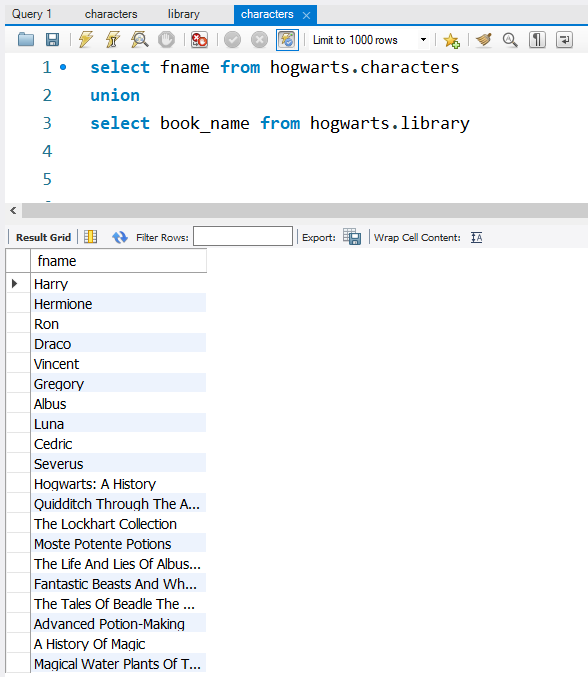 Query 1 characters library characters
Limit to 1000 rows
1 select fname from hogwarts.characters
2 union
3 select book_name from hogwarts.library
4
5
Result Grid Filter Rows: Export: Wrap Cell Content:
fname
Harry
Hermione
Ron
Draco
Vincent
Gregory
Albus
Luna
Cedric
Severus
Hogwarts: A History
Quidditch Through The A...
The Lockhart Collection
Moste Potente Potions
The Life And Lies Of Albus...
Fantastic Beasts And Wh...
The Tales Of Beadle The ...
Advanced Potion-Making
A History Of Magic
Magical Water Plants Of T...